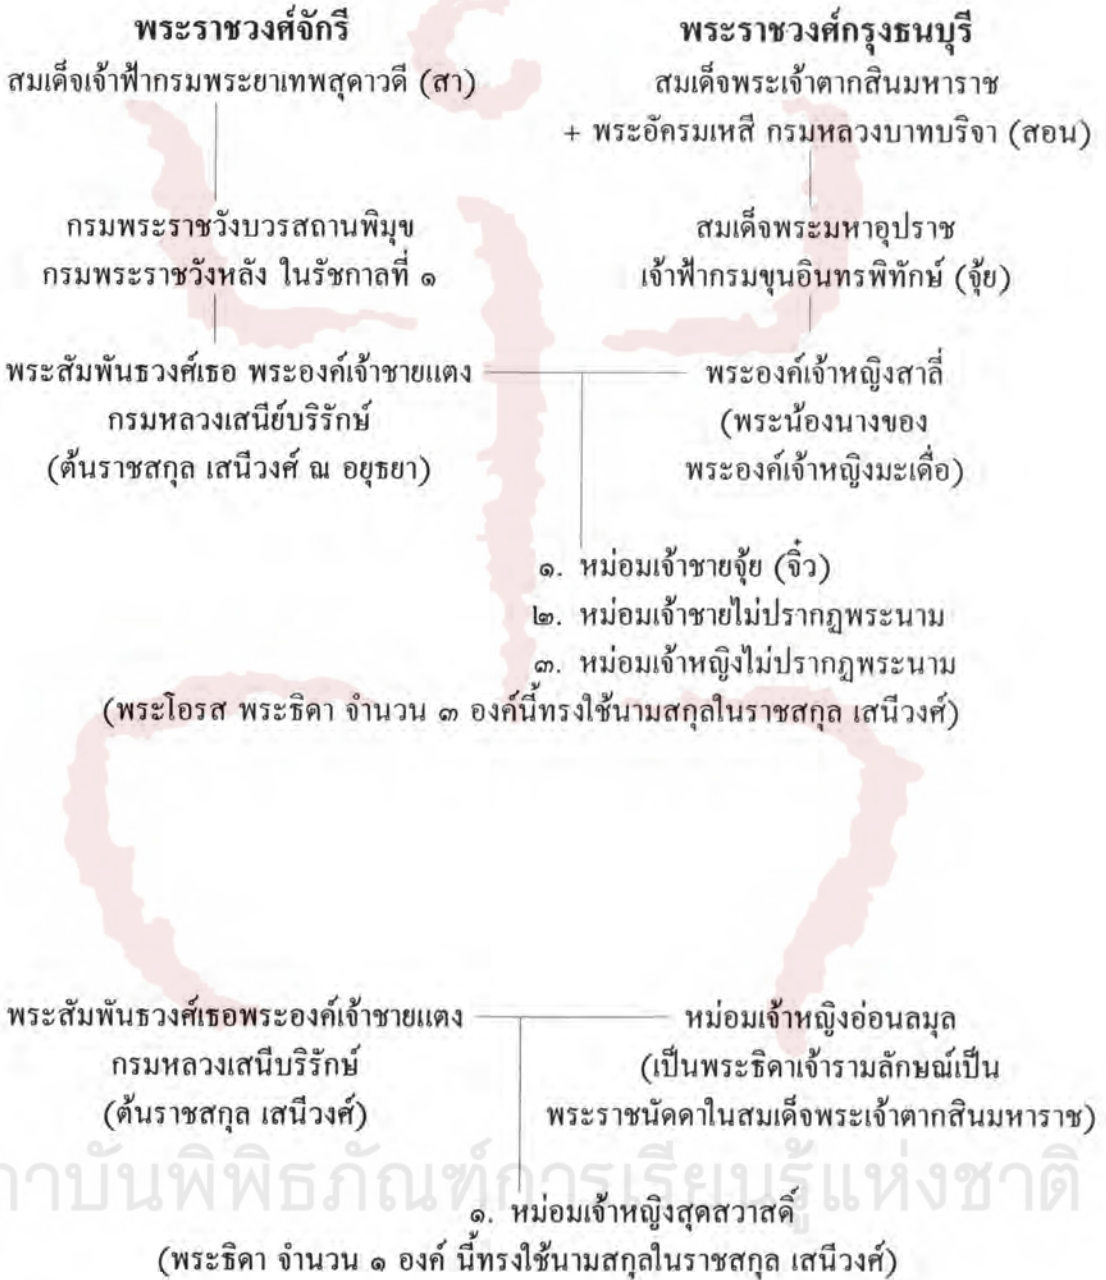 พระราชวงศ์จักรี
สมเด็จเจ้าฟ้ากรมพระยาเทพสุดาวดี (สา)
กรมพระราชวังบวรสถานพิมุข
กรมพระราชวังหลัง ในรัชกาลที่ ๑
พระราชวงศ์กรุงธนบุรี
สมเด็จพระเจ้าตากสินมหาราช
+ พระอัครมเหสี กรมหลวงบาทบริจา (สอน)
สมเด็จพระมหาอุปราช
เจ้าฟ้ากรมขุนอินทรพิทักษ์ (จุ้ย)
พระสัมพันธวงศ์เธอ พระองค์เจ้าชายแตง
กรมหลวงเสนีย์บริรักษ์
(ต้นราชสกุล เสนีวงศ์ ณ อยุธยา)
พระองค์เจ้าหญิงสาลี่
(พระน้องนางของ
พระองค์เจ้าหญิงมะเดื่อ)
๑. หม่อมเจ้าชายจุ้ย (จิ๋ว)
๒. หม่อมเจ้าชายไม่ปรากฏพระนาม
๓. หม่อมเจ้าหญิงไม่ปรากฏพระนาม
(พระโอรส พระธิดา จำนวน ๓ องค์นี้ทรงใช้นามสกุลในราชสกุล เสนีวงศ์)
พระสัมพันธวงศ์เธอพระองค์เจ้าชายแตง
กรมหลวงเสนีบริรักษ์
(ต้นราชสกุล เสนีวงศ์)
หม่อมเจ้าหญิงอ่อนลมุล
(เป็นพระธิดาเจ้ารามลักษณ์เป็น
พระราชนัดดาในสมเด็จพระเจ้าตากสินมหาราช)
๑. หม่อมเจ้าหญิงสุดสวาสดิ์
(พระธิดา จำนวน ๑ องค์ นี้ทรงใช้นามสกุลในราชสกุล เสนีวงศ์)
าบันพิพิธภัณฑ์การเรียนรู้แห่งชาติ